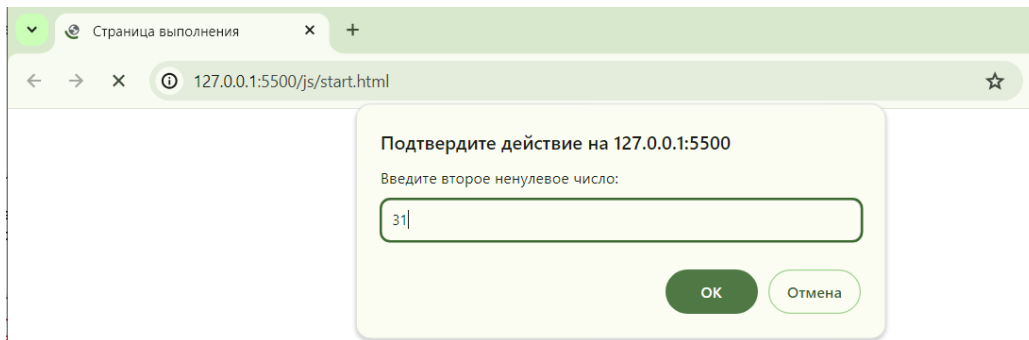 Страница выполнения
127.0.0.1:5500/js/start.html
Подтвердите действие на 127.0.0.1:5500
Введите второе ненулевое число:
31
ОК
Отмена